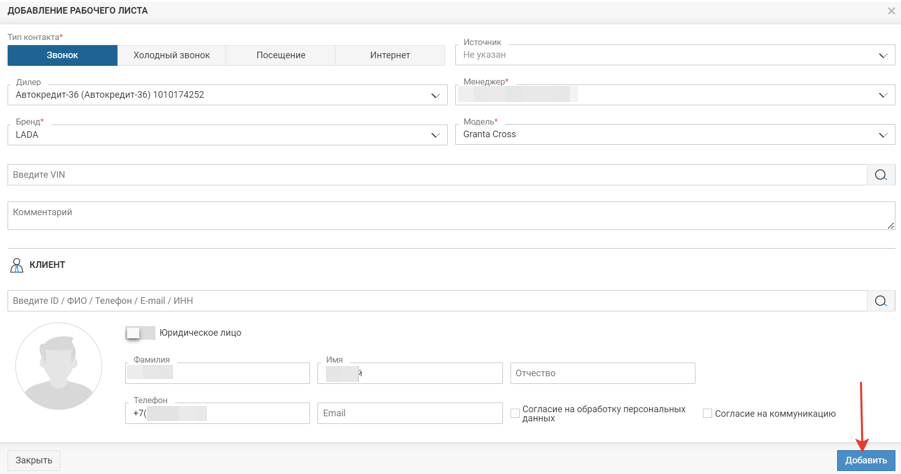 ДОБАВЛЕНИЕ РАБОЧЕГО ЛИСТА
Тип контакта*
Звонок Холодный звонок Посещение Интернет
Источник
Не указан
Дилер
Автокредит-36 (Автокредит-36) 1010174252
Менеджер*
Бренд*
LADA
Модель*
Granta Cross
Введите VIN
Комментарий
КЛИЕНТ
Введите ID / ФИО / Телефон / E-mail / ИНН
Юридическое лицо
Фамилия
Имя
й
Отчество
Телефон
+7(
Email
Согласие на обработку персональных
данных
Согласие на коммуникацию
Закрыть
Добавить